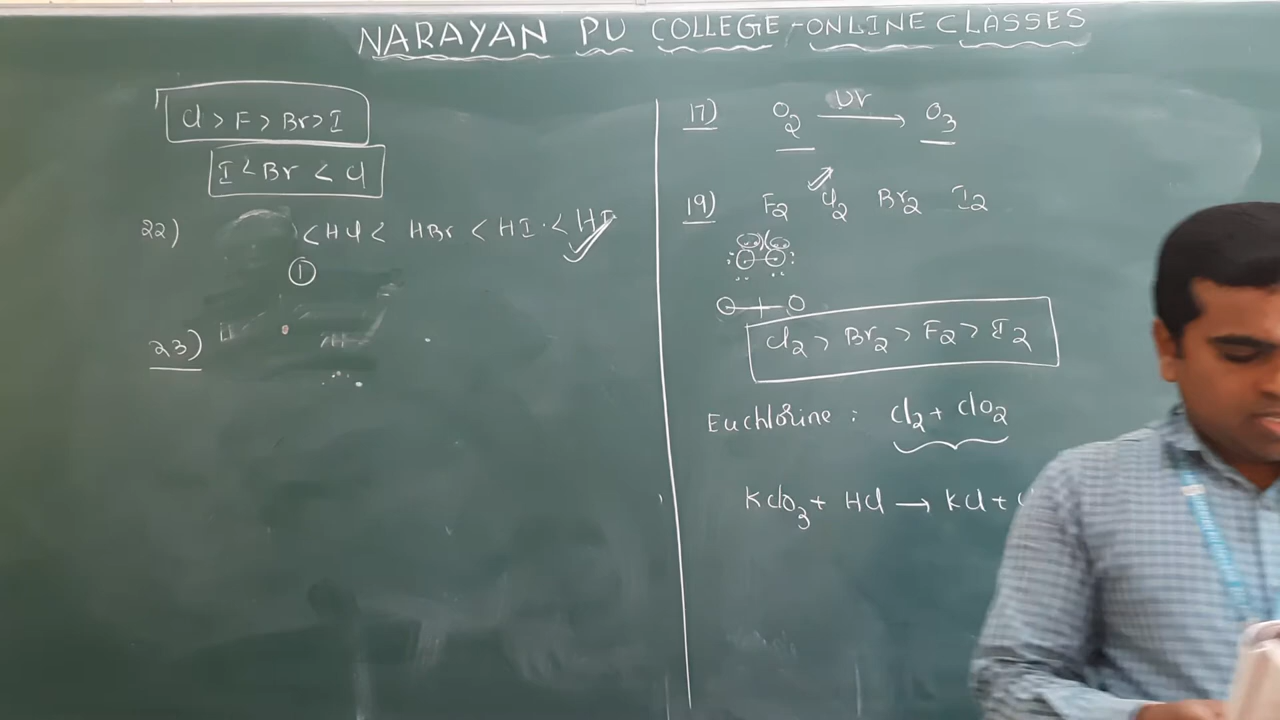 NARAYAN PU COLLEGE - ONLINE CLASSES
Cl > F > Br > I
I < Br < Cl
22) < HCl < HBr < HI · < HI
①
23)
17) O₂ UV → O₃
19) F₂ Cl₂ Br₂ I₂
Cl₂ > Br₂ > F₂ > I₂
Euchlorine : Cl₂ + ClO₂
KClO₃ + HCl → KCl +